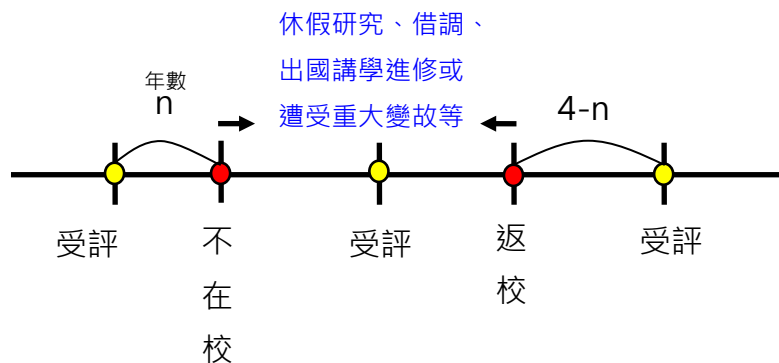 休假研究、借調、
出國講學進修或
遭受重大變故等
年數
n
4-n
受評
不在校
受評
返校
受評